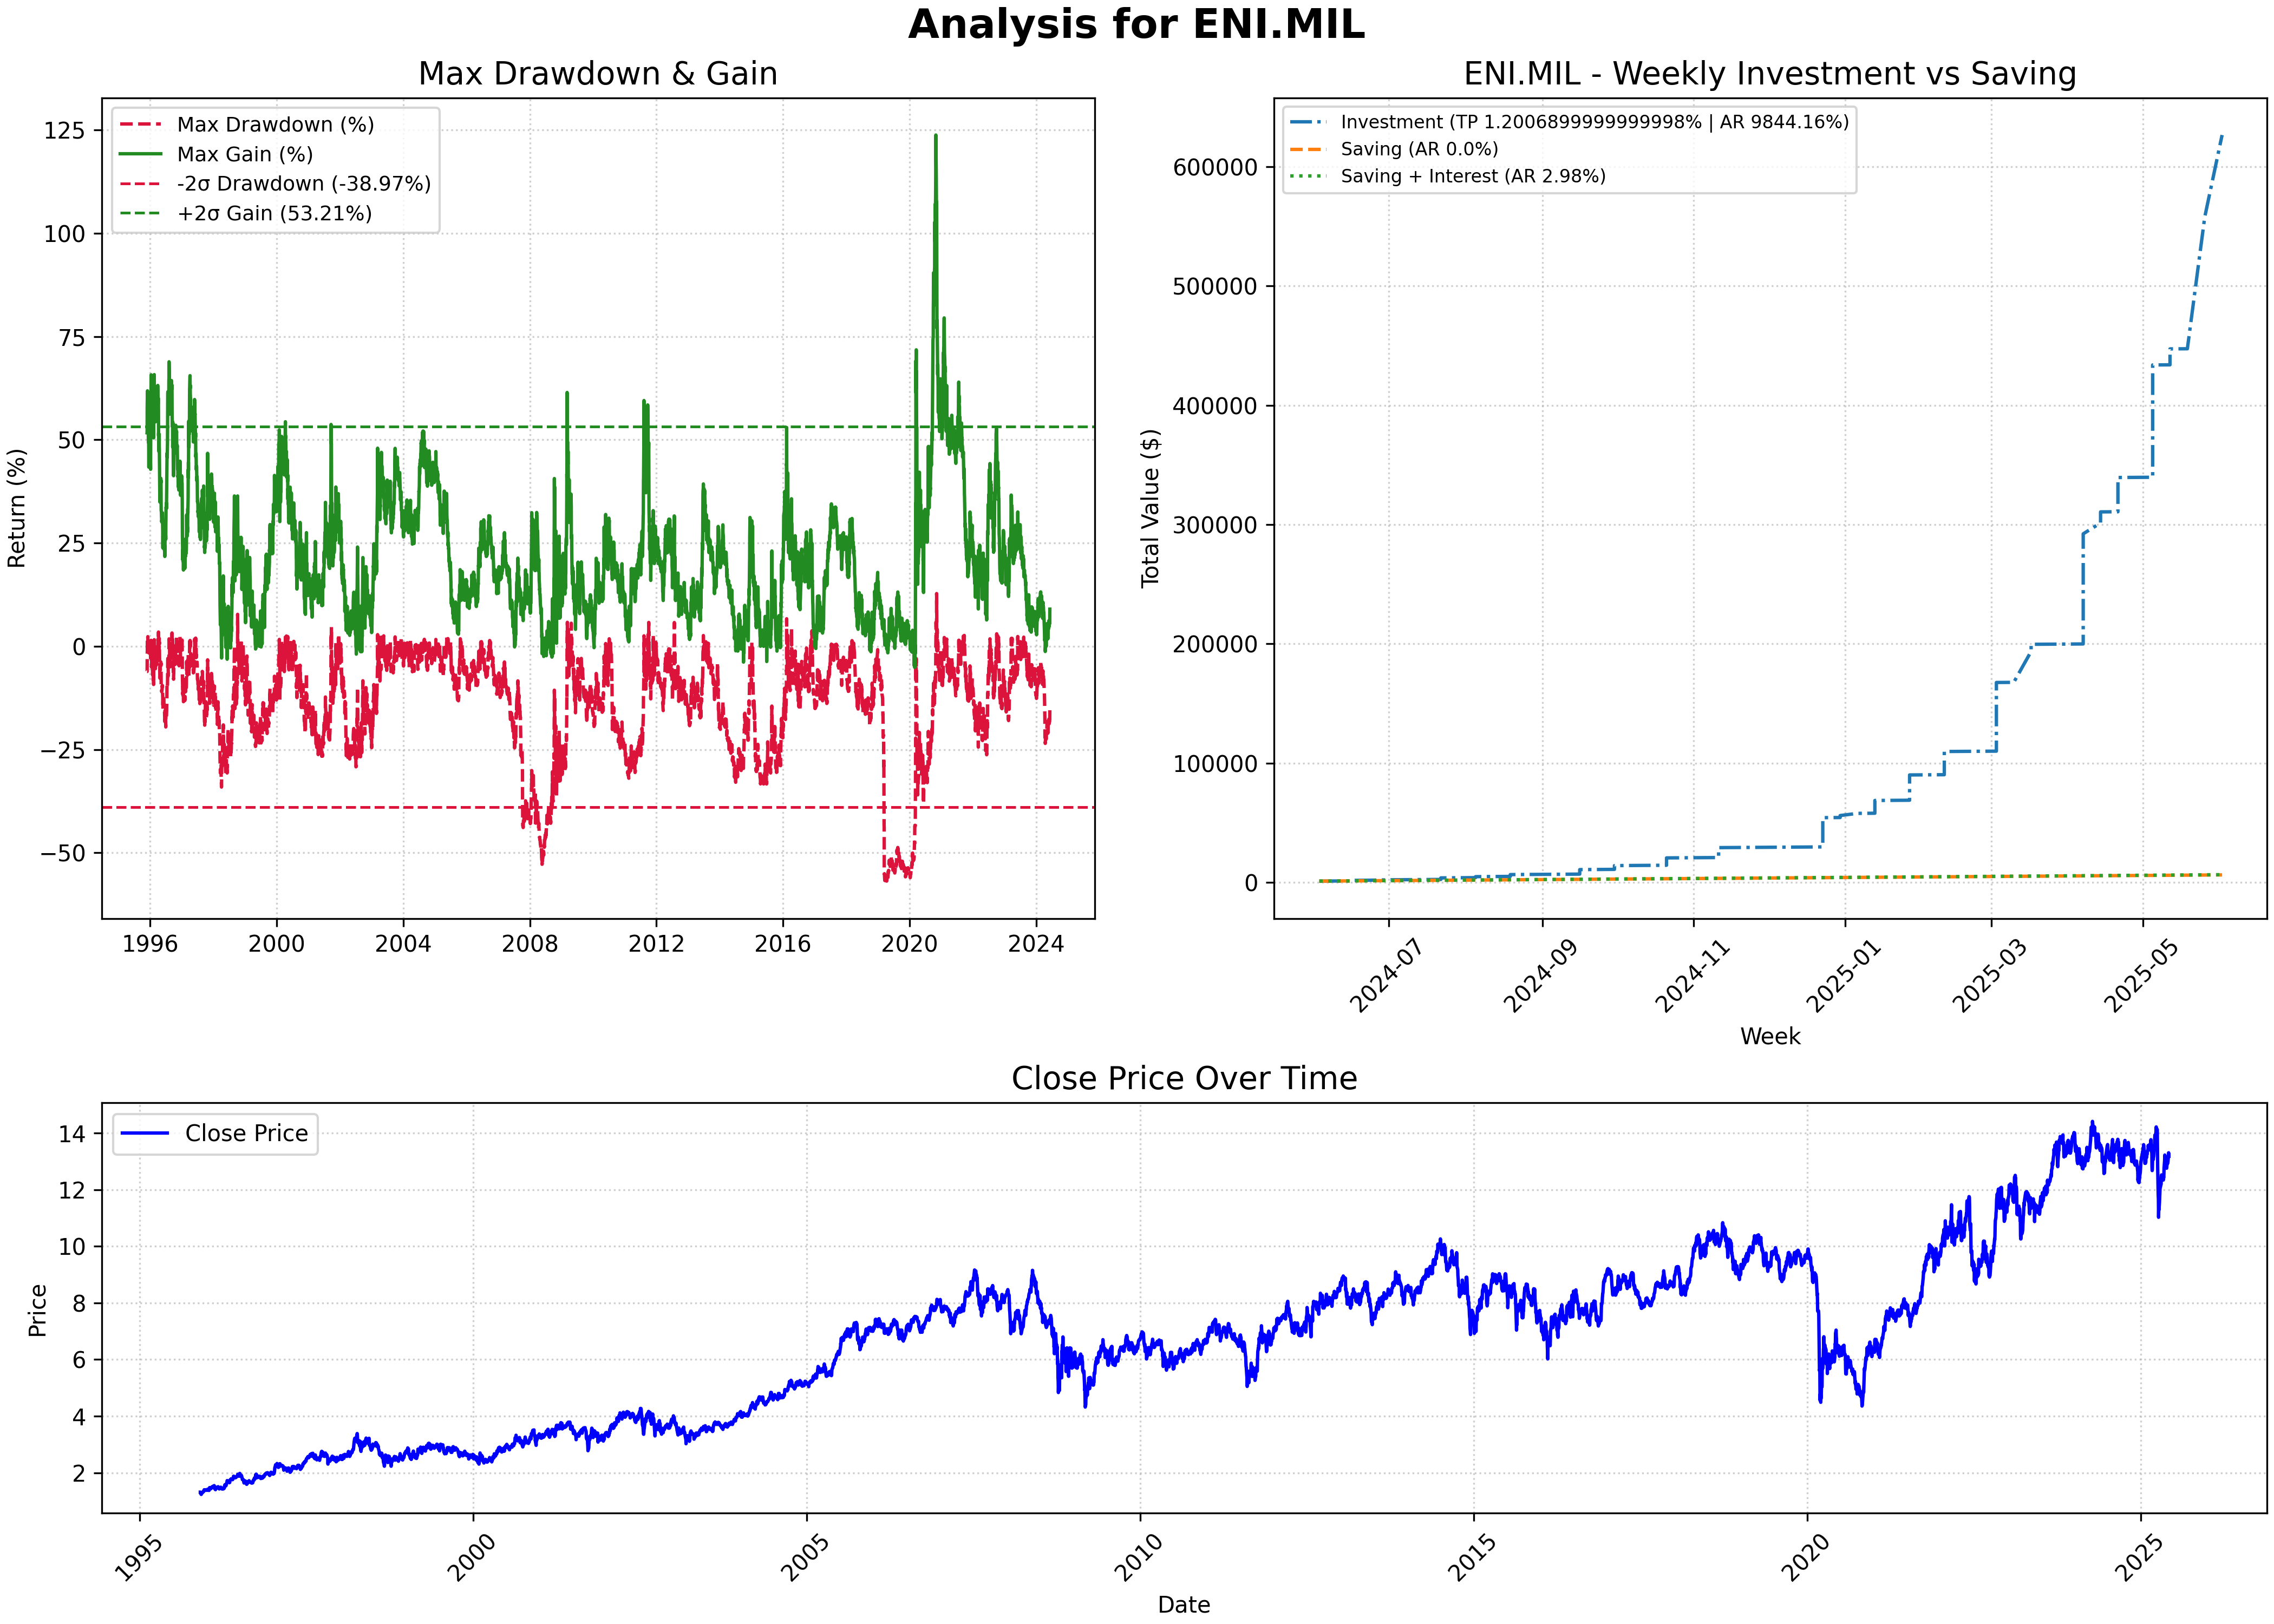 Analysis for ENI.MIL
Max Drawdown & Gain
Max Drawdown (%)
Max Gain (%)
-2σ Drawdown (-38.97%)
+2σ Gain (53.21%)
Return (%)
125
100
75
50
25
0
−25
−50
1996 2000 2004 2008 2012 2016 2020 2024
ENI.MIL - Weekly Investment vs Saving
Investment (TP 1.2006899999999998% | AR 9844.16%)
Saving (AR 0.0%)
Saving + Interest (AR 2.98%)
Total Value ($)
600000
500000
400000
300000
200000
100000
0
2024-07 2024-09 2024-11 2025-01 2025-03 2025-05
Week
Close Price Over Time
Close Price
Price
14
12
10
8
6
4
2
1995 2000 2005 2010 2015 2020 2025
Date